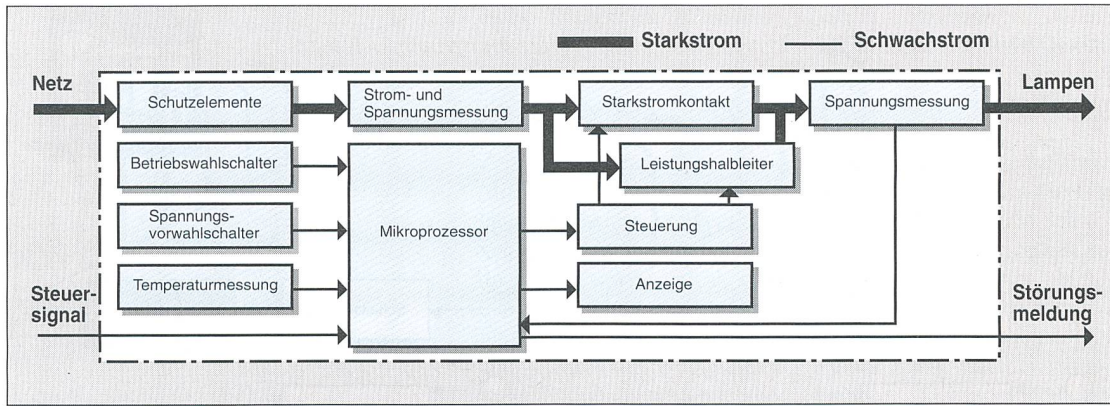 Starkstrom
Schwachstrom
Netz
Lampen
Schutzelemente
Strom- und
Spannungsmessung
Starkstromkontakt
Spannungsmessung
Betriebswahlschalter
Leistungshalbleiter
Spannungs-
vorwahlschalter
Mikroprozessor
Steuerung
Temperaturmessung
Anzeige
Steuer-
signal
Störungs-
meldung